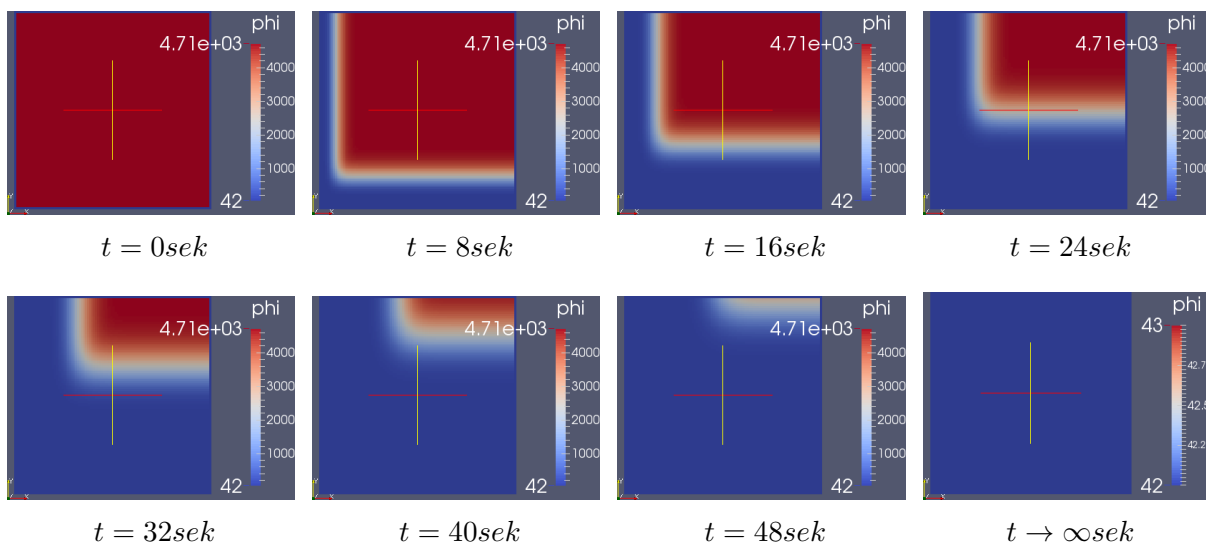 phi
4.71e+03
4000
3000
2000
1000
42
t = 0sek
phi
4.71e+03
4000
3000
2000
1000
42
t = 8sek
phi
4.71e+03
4000
3000
2000
1000
42
t = 16sek
phi
4.71e+03
4000
3000
2000
1000
42
t = 24sek
phi
4.71e+03
4000
3000
2000
1000
42
t = 32sek
phi
4.71e+03
4000
3000
2000
1000
42
t = 40sek
phi
4.71e+03
4000
3000
2000
1000
42
t = 48sek
phi
43
42.7
42.5
42.2
42
t → ∞sek